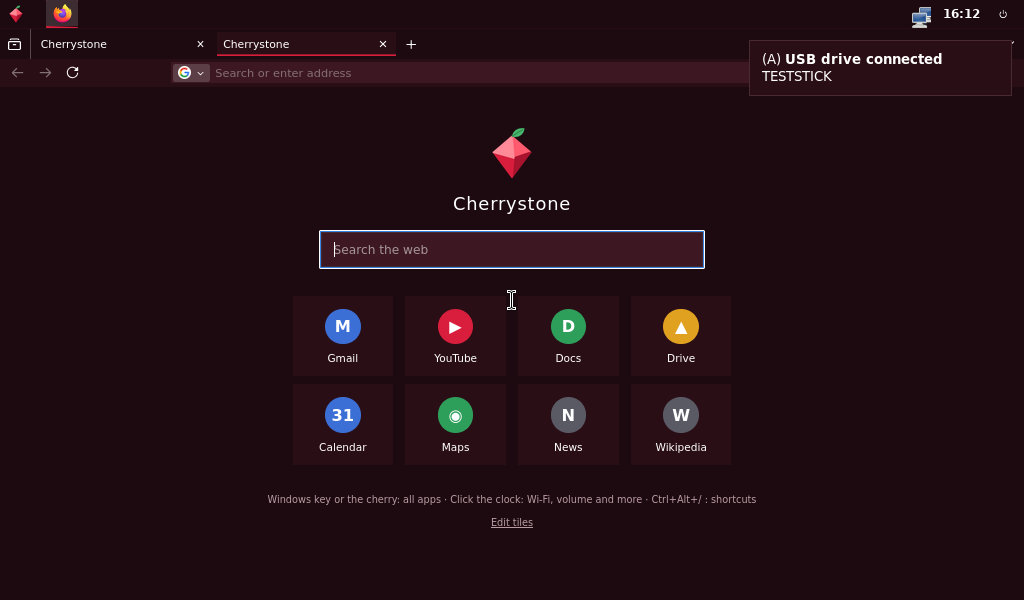 16:12
Cherrystone
Cherrystone
Search or enter address
(A) USB drive connected
TESTSTICK
Cherrystone
Search the web
M
Gmail
YouTube
D
Docs
Drive
31
Calendar
Maps
N
News
W
Wikipedia
Windows key or the cherry: all apps · Click the clock: Wi-Fi, volume and more · Ctrl+Alt+/ : shortcuts
Edit tiles